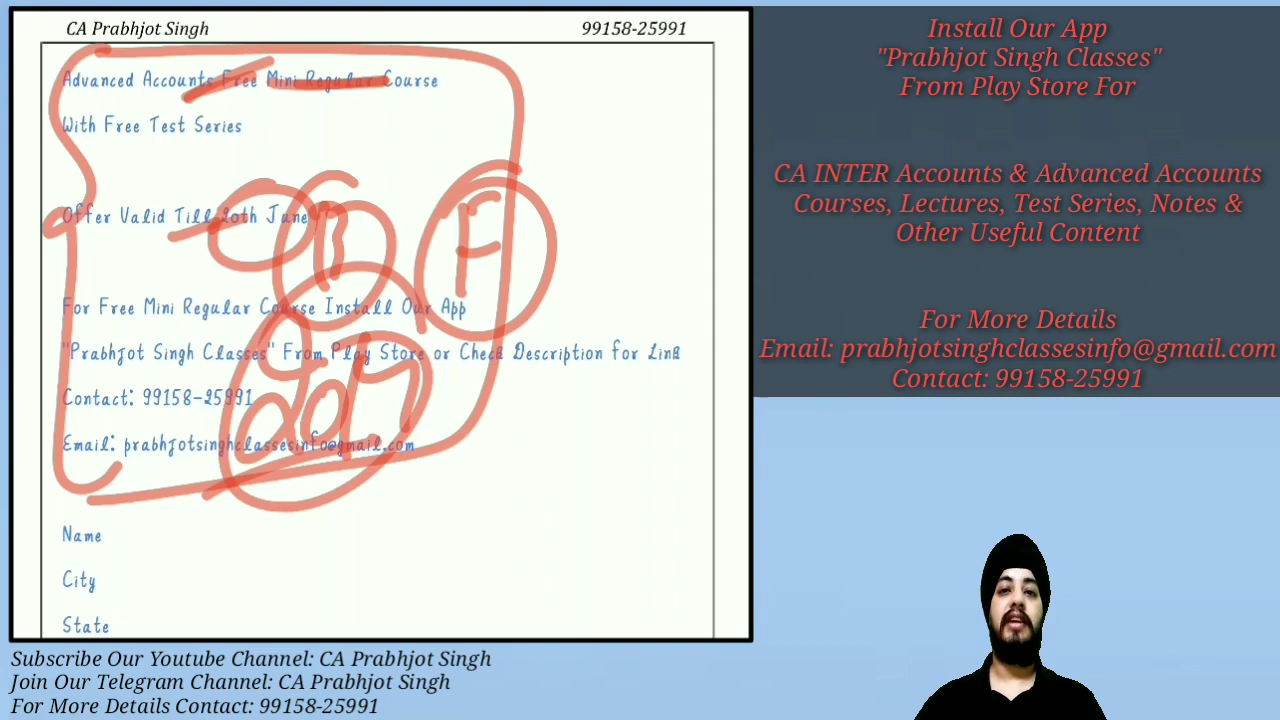 CA Prabhjot Singh 99158-25991
Advanced Accounts Free Mini Regular Course
With Free Test Series
Offer Valid Till 20th June
For Free Mini Regular Course Install Our App
"Prabhjot Singh Classes" From Play Store or Check Description for Link
Contact: 99158-25991
Email: prabhjotsinghclassesinfo@gmail.com
Name
City
State
Install Our App
"Prabhjot Singh Classes"
From Play Store For
CA INTER Accounts & Advanced Accounts
Courses, Lectures, Test Series, Notes &
Other Useful Content
For More Details
Email: prabhjotsinghclassesinfo@gmail.com
Contact: 99158-25991
Subscribe Our Youtube Channel: CA Prabhjot Singh
Join Our Telegram Channel: CA Prabhjot Singh
For More Details Contact: 99158-25991